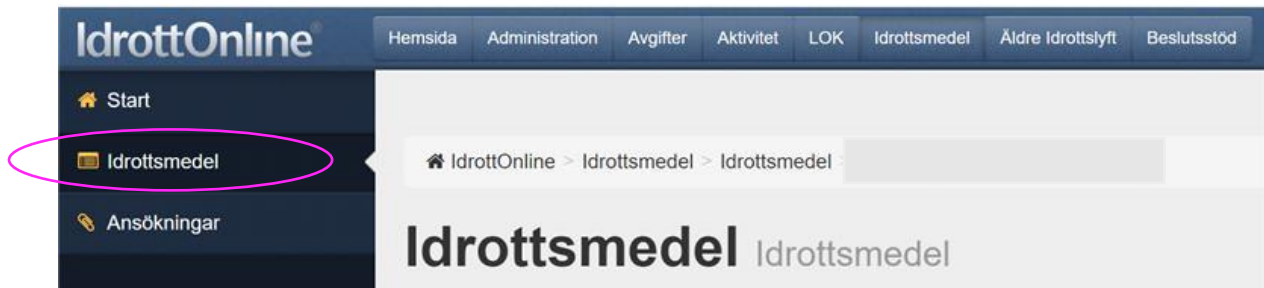 IdrottOnline
Hemsida Administration Avgifter Aktivitet LOK Idrottsmedel Äldre Idrottslyft Beslutsstöd
Start
Idrottsmedel
IdrottOnline > Idrottsmedel > Idrottsmedel >
Ansökningar
Idrottsmedel Idrottsmedel